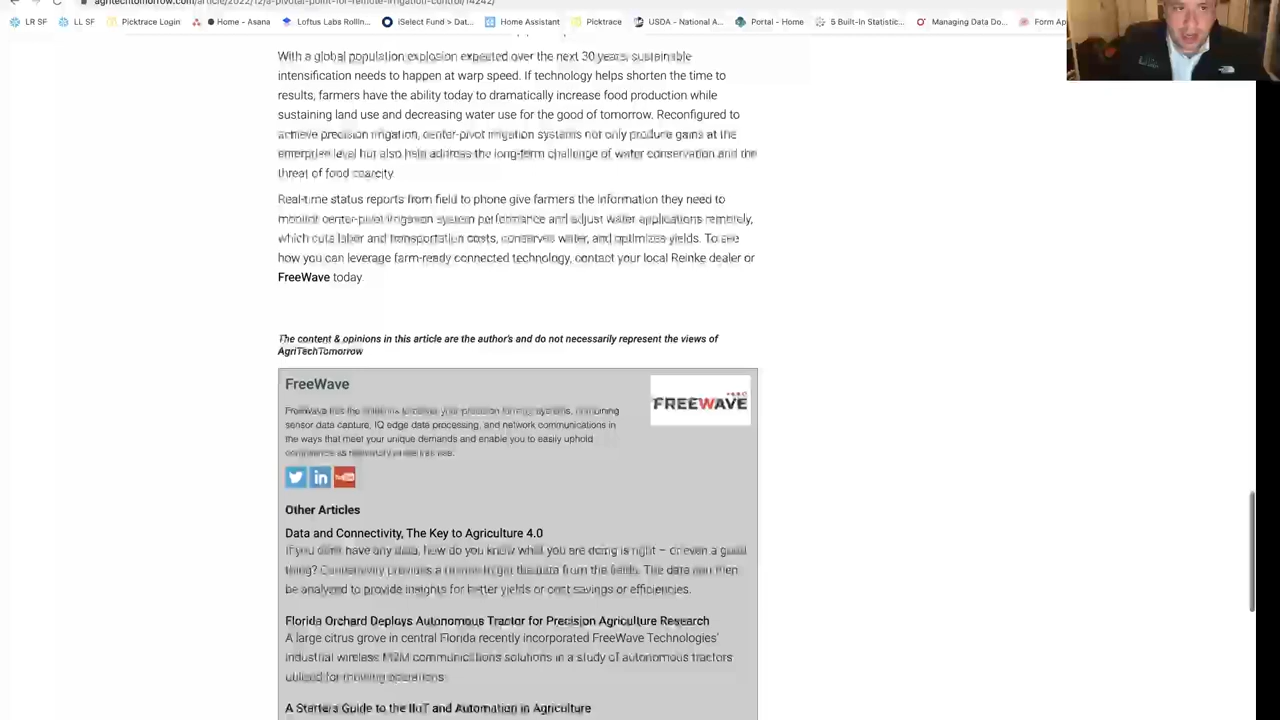 agritechtomorrow.com/article/2022/12/a-pivotal-point-for-remote-irrigation-control/14242/
LR SF LL SF Picktrace Login Home - Asana Loftus Labs RollIn... iSelect Fund > Dat... Home Assistant Picktrace USDA - National A... Portal - Home 5 Built-in Statistic... Managing Data Do... Form Ap
With a global population explosion expected over the next 30 years, sustainable
intensification needs to happen at warp speed. If technology helps shorten the time to
results, farmers have the ability today to dramatically increase food production while
sustaining land use and decreasing water use for the good of tomorrow. Reconfigured to
achieve precision irrigation, center-pivot irrigation systems not only produce gains at the
enterprise level but also help address the long-term challenge of water conservation and the
threat of food scarcity.
Real-time status reports from field to phone give farmers the information they need to
monitor center-pivot irrigation system performance and adjust water applications remotely,
which cuts labor and transportation costs, conserves water, and optimizes yields. To see
how you can leverage farm-ready connected technology, contact your local Reinke dealer or
FreeWave today.
The content & opinions in this article are the author's and do not necessarily represent the views of
AgriTechTomorrow
FreeWave
FREEWAVE
FreeWave has the your precision farming systems, combining
sensor data capture, IQ edge data processing, and network communications in
the ways that meet your unique demands and enable you to easily uphold
compliance as regulatory
in
Other Articles
Data and Connectivity, The Key to Agriculture 4.0
If you don't have any data, how do you know what you are doing is right – or even a good
thing? Connectivity provides a means to get the data from the fields. The data can then
be analyzed to provide insights for better yields or cost savings or efficiencies.
Florida Orchard Deploys Autonomous Tractor for Precision Agriculture Research
A large citrus grove in central Florida recently incorporated FreeWave Technologies'
industrial wireless M2M communications solutions in a study of autonomous tractors
utilized for mowing operations.
A Starters Guide to the IIoT and Automation in Agriculture